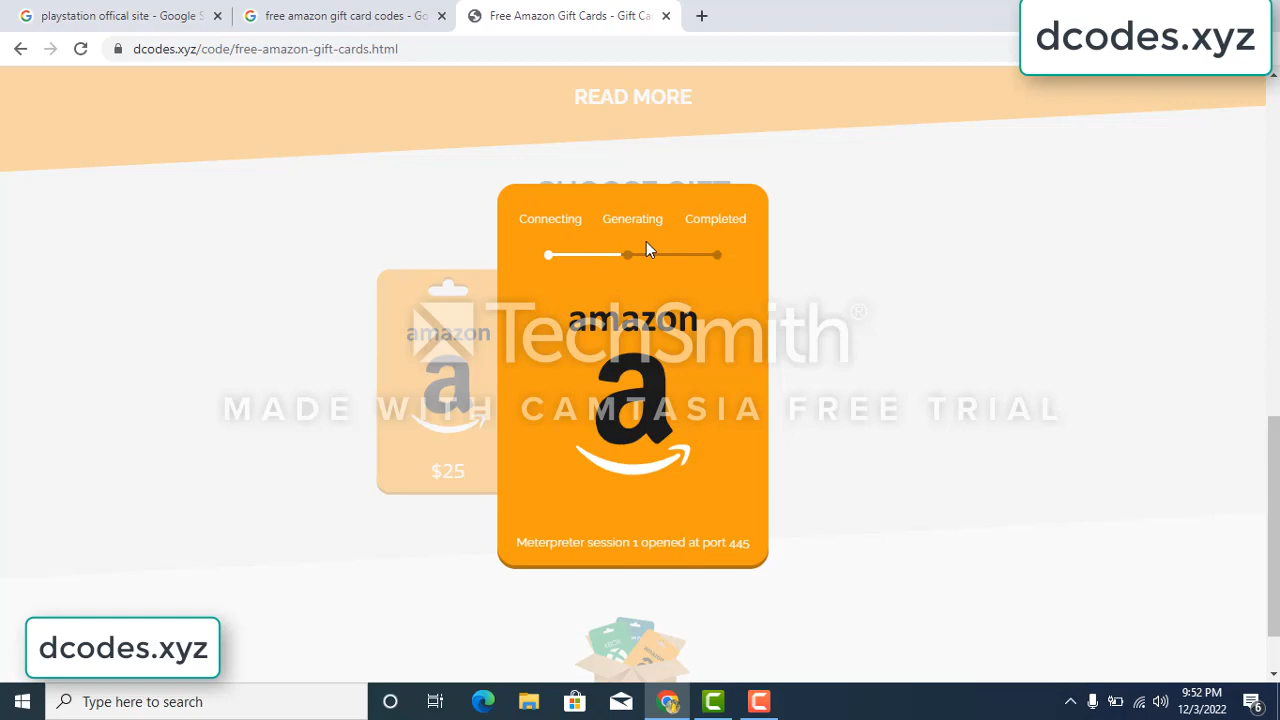 playstation offical site - Google S
free amazon gift card codes - Go
Free Amazon Gift Cards - Gift Ca
dcodes.xyz/code/free-amazon-gift-cards.html
dcodes.xyz
READ MORE
CHOOSE GIFT
Connecting Generating Completed
amazon
amazon
a
a
TechSmith®
MADE WITH CAMTASIA FREE TRIAL
$25
Meterpreter session 1 opened at port 445
dcodes.xyz
Type here to search
9:52 PM
12/3/2022
6